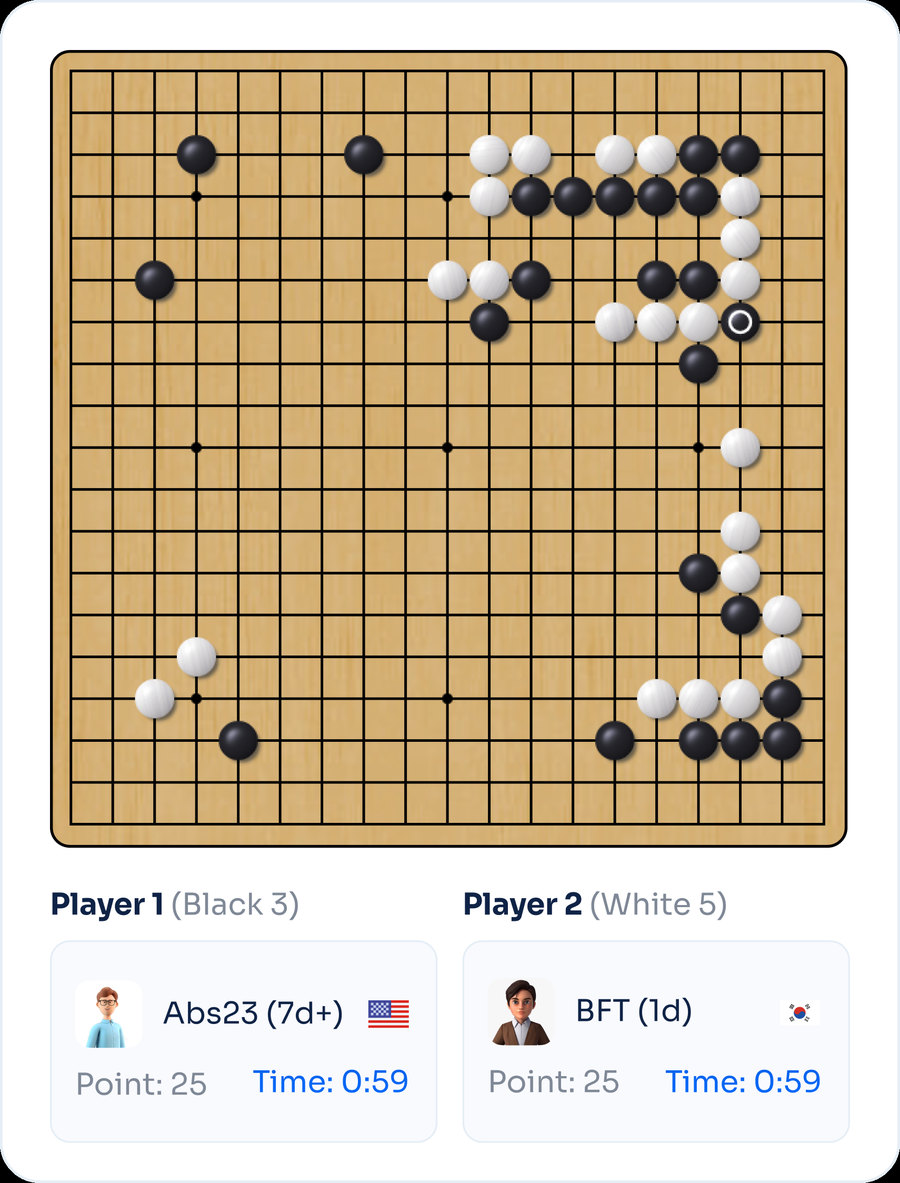 Player 1 (Black 3)
Player 2 (White 5)
Abs23 (7d+)
BFT (1d)
Point: 25
Time: 0:59
Point: 25
Time: 0:59